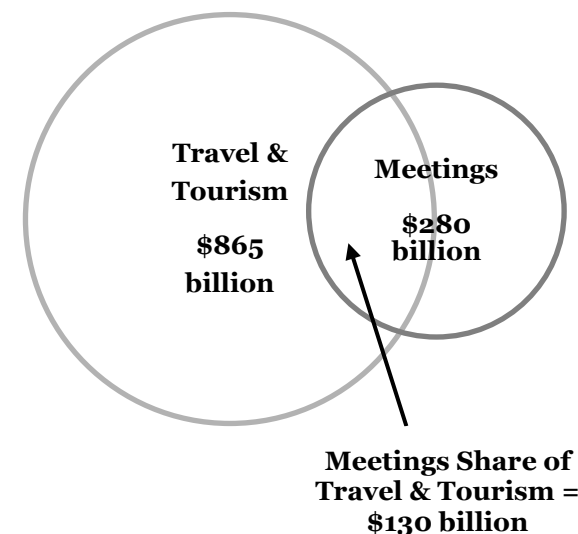 Travel &
Tourism
$865
billion
Meetings
$280
billion
Meetings Share of
Travel & Tourism =
$130 billion